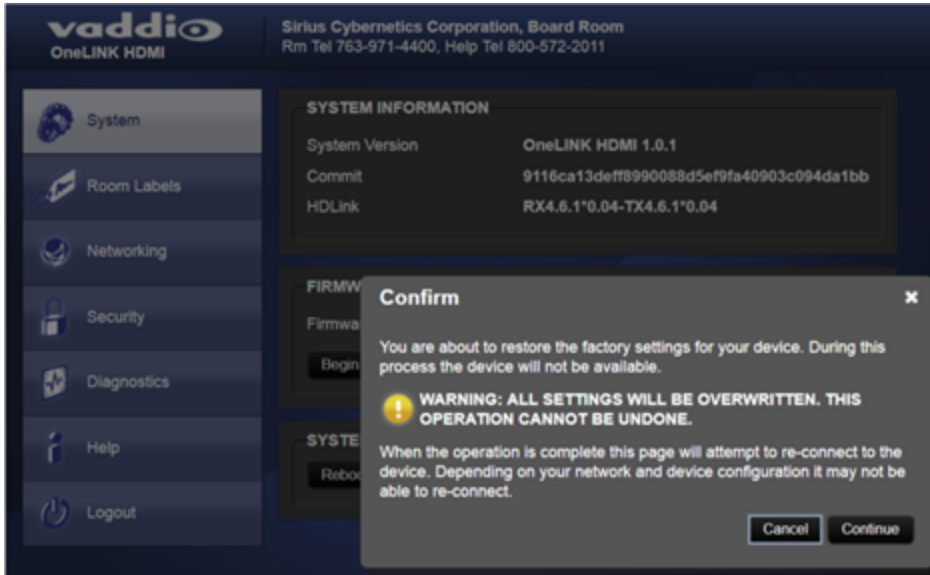 vaddio
OneLINK HDMI
Sirius Cybernetics Corporation, Board Room
Rm Tel 763-971-4400, Help Tel 800-572-2011
System
Room Labels
Networking
Security
Diagnostics
Help
Logout
SYSTEM INFORMATION
System Version OneLINK HDMI 1.0.1
Commit 9116ca13deff8990088d5ef9fa40903c094da1bb
HDLink RX4.6.1*0.04-TX4.6.1*0.04
FIRMW
Firmwa
Begin
SYSTE
Reboo
Confirm
You are about to restore the factory settings for your device. During this
process the device will not be available.
WARNING: ALL SETTINGS WILL BE OVERWRITTEN. THIS
OPERATION CANNOT BE UNDONE.
When the operation is complete this page will attempt to re-connect to the
device. Depending on your network and device configuration it may not be
able to re-connect.
Cancel Continue